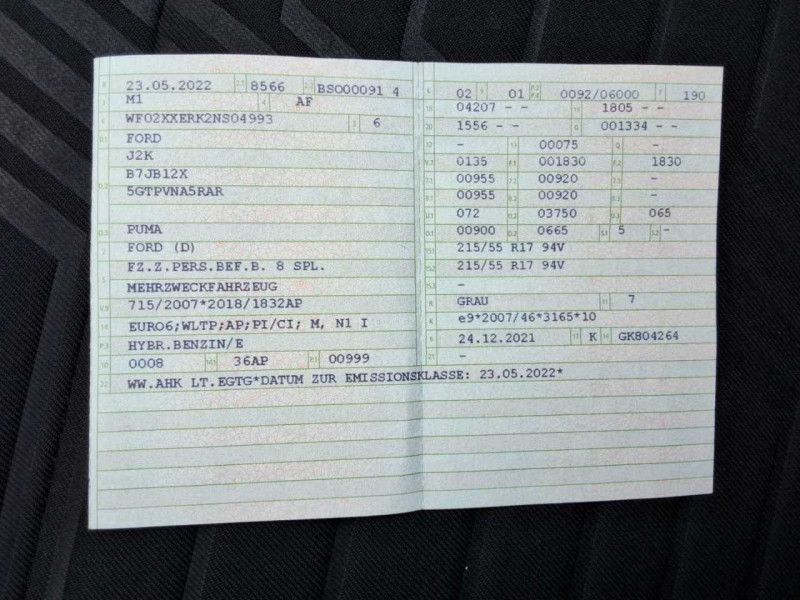 23.05.2022 8566 BSO00091 4
M1 AF
WF02XXERK2NS04993 6
FORD
J2K
B7JB12X
5GTPVNA5RAR
PUMA
FORD (D)
FZ.Z.PERS.BEF.B. 8 SPL.
MEHRZWECKFAHRZEUG
715/2007*2018/1832AP
EURO6;WLTP;AP;PI/CI; M, N1 I
HYBR.BENZIN/E
0008 36AP 00999
WW.AHK LT.EGTG*DATUM ZUR EMISSIONSKLASSE: 23.05.2022*
02 01 0092/06000 190
04207 - - 1805 - -
1556 - - 001334 - -
- 00075 -
0135 001830 1830
00955 00920 -
00955 00920 -
072 03750 065
00900 0665 5 -
215/55 R17 94V
215/55 R17 94V
-
GRAU 7
e9*2007/46*3165*10
24.12.2021 K GK804264
-